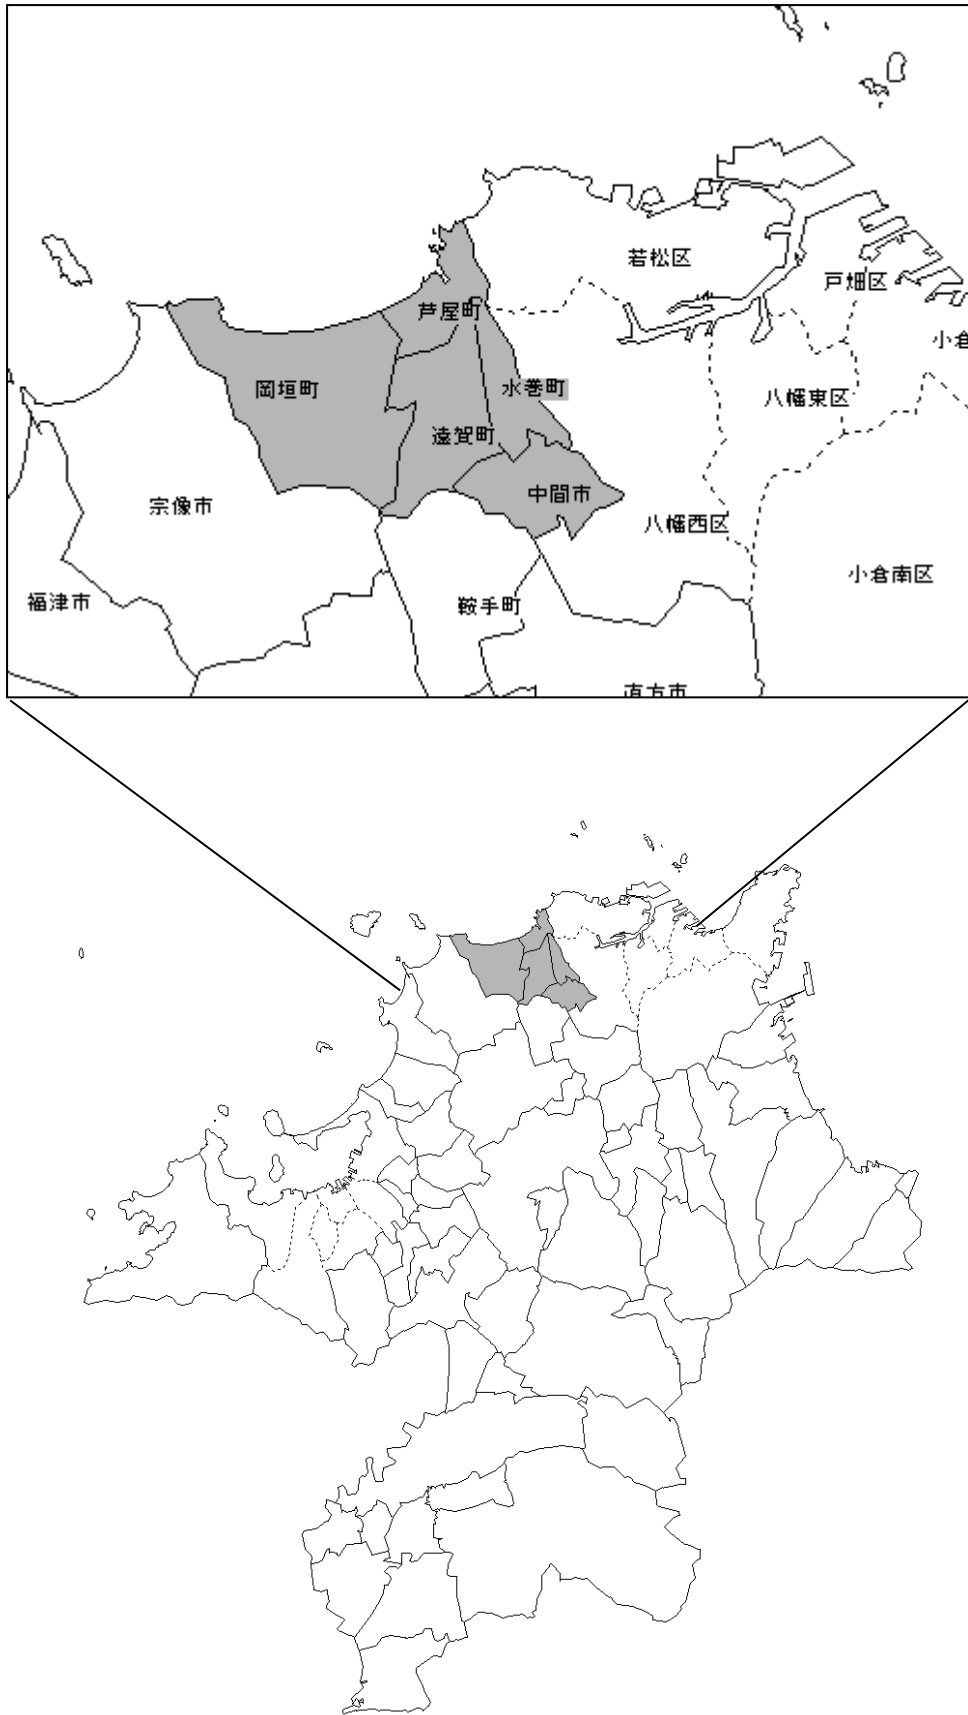 若松区
戸畑区
芦屋町
小倉
岡垣町
水巻町
八幡東区
遠賀町
中間市
宗像市
八幡西区
小倉南区
福津市
鞍手町
直方市